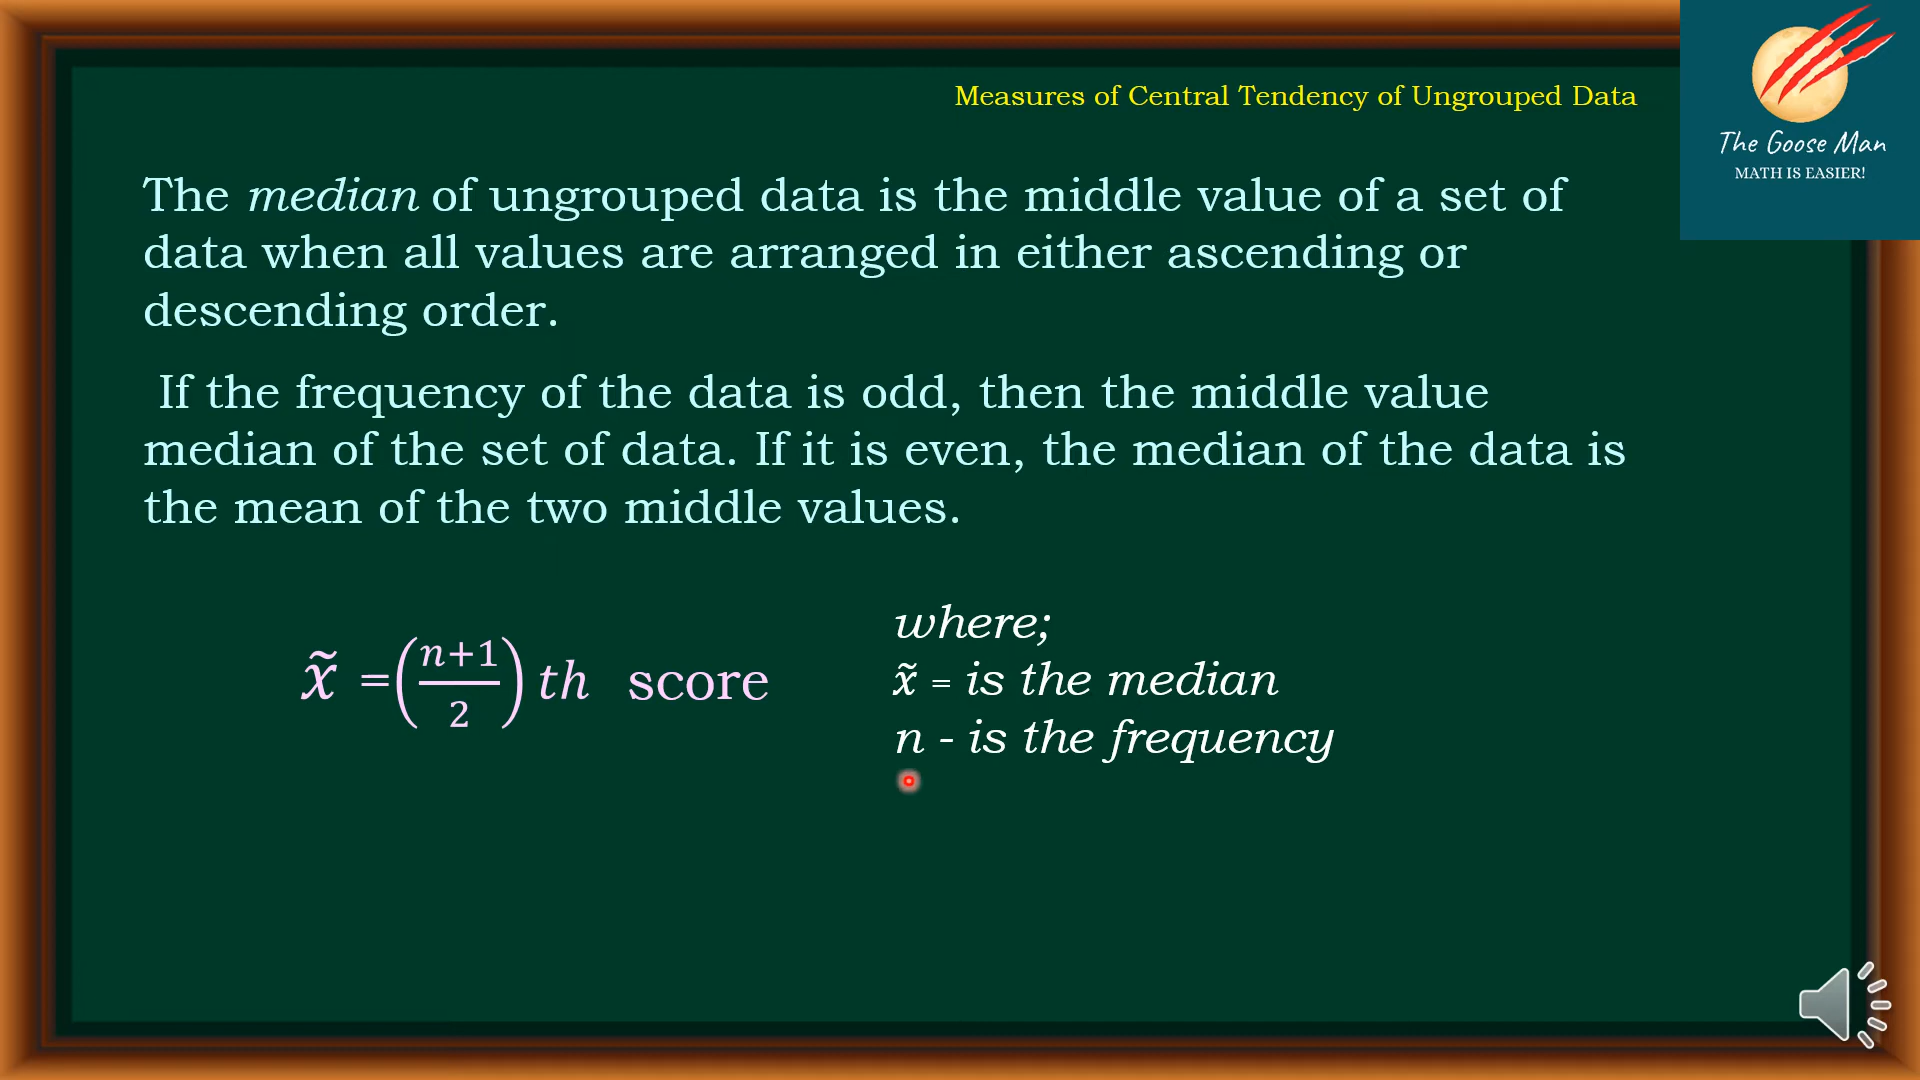 Measures of Central Tendency of Ungrouped Data
The Goose Man
MATH IS EASIER!
The median of ungrouped data is the middle value of a set of
data when all values are arranged in either ascending or
descending order.
If the frequency of the data is odd, then the middle value
median of the set of data. If it is even, the median of the data is
the mean of the two middle values.
x̃ =((n+1)/2) th score
where;
x̃ = is the median
n - is the frequency